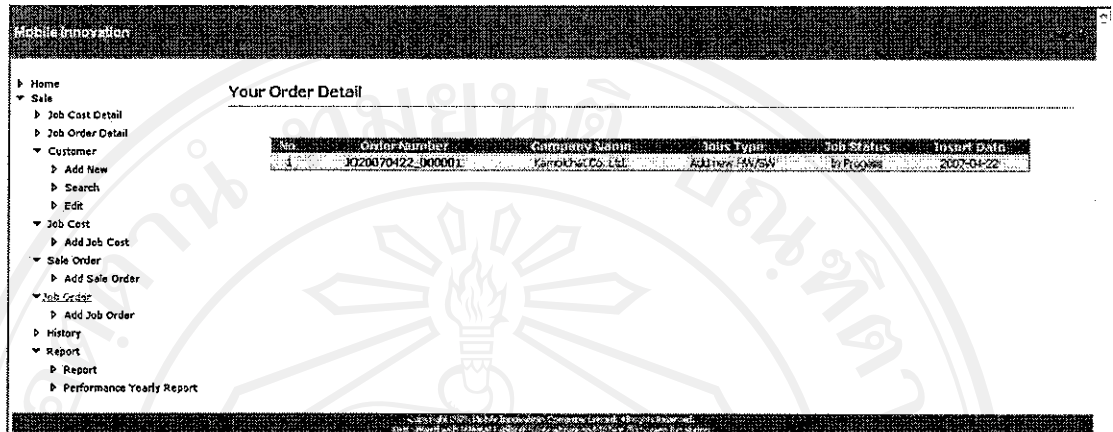 Mobile Innovation
Home
Sale
Job Cost Detail
Job Order Detail
Customer
Add New
Search
Edit
Job Cost
Add Job Cost
Sale Order
Add Sale Order
Job Order
Add Job Order
History
Report
Report
Performance Yearly Report
Your Order Detail
No. Order Number Company Name Jobs Type Job Status Insert Date
1 JO20070422_000001 Kamolchai Co., Ltd. Add new HW/SW In Progess 2007-04-22